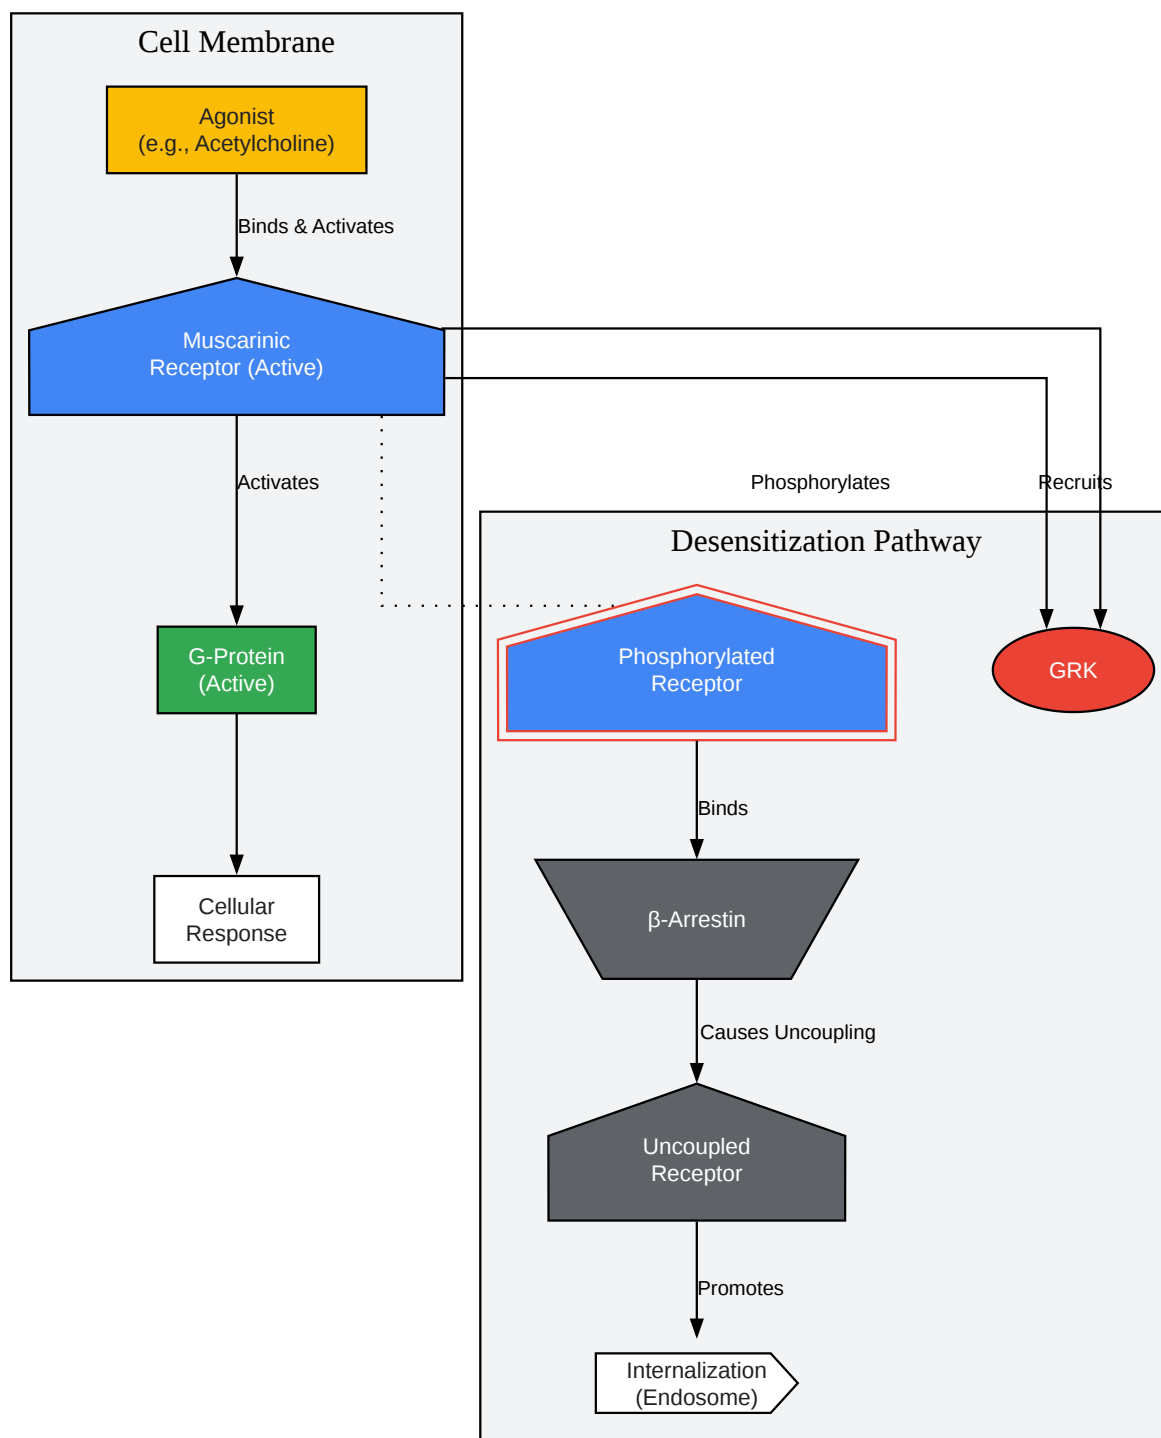 Cell Membrane
Agonist
(e.g., Acetylcholine)
Binds & Activates
Muscarinic
Receptor (Active)
Activates
Phosphorylates
Recruits
Desensitization Pathway
G-Protein
(Active)
Phosphorylated
Receptor
GRK
Binds
Cellular
Response
β-Arrestin
Causes Uncoupling
Uncoupled
Receptor
Promotes
Internalization
(Endosome)